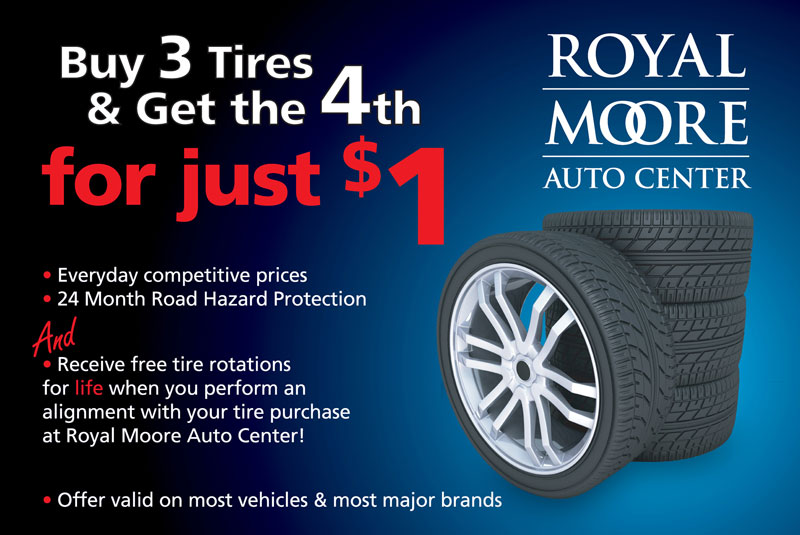 Buy 3 Tires
& Get the 4th
for just $1
ROYAL
MOORE
AUTO CENTER
• Everyday competitive prices
• 24 Month Road Hazard Protection
And
• Receive free tire rotations
for life when you perform an
alignment with your tire purchase
at Royal Moore Auto Center!
• Offer valid on most vehicles & most major brands